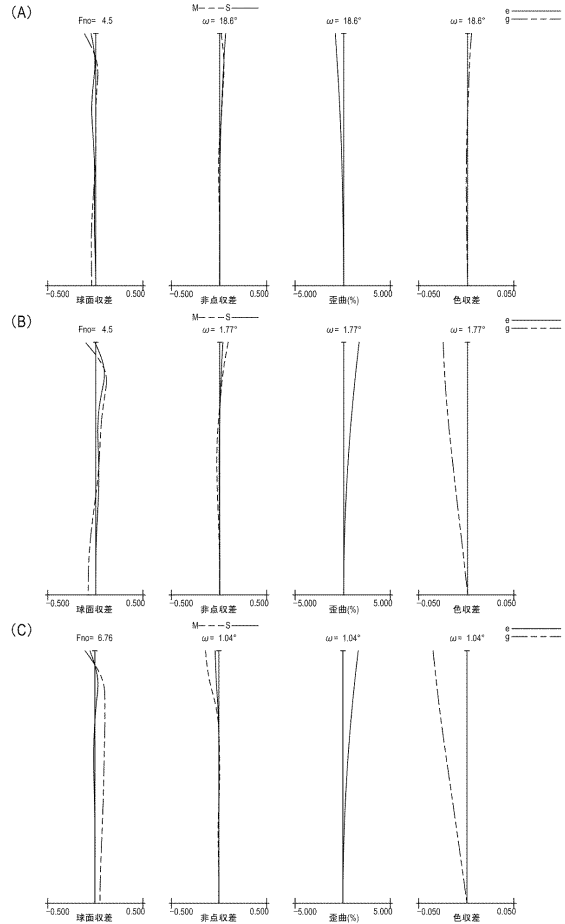 (A)
M S e
g
Fno= 4.5 ω= 18.6° ω= 18.6° ω= 18.6°
-0.500 0.500 -0.500 0.500 -5.000 5.000 -0.050 0.050
球面収差 非点収差 歪曲(%) 色収差
(B)
M S e
g
Fno= 4.5 ω= 1.77° ω= 1.77° ω= 1.77°
-0.500 0.500 -0.500 0.500 -5.000 5.000 -0.050 0.050
球面収差 非点収差 歪曲(%) 色収差
(C)
M S e
g
Fno= 6.76 ω= 1.04° ω= 1.04° ω= 1.04°
-0.500 0.500 -0.500 0.500 -5.000 5.000 -0.050 0.050
球面収差 非点収差 歪曲(%) 色収差